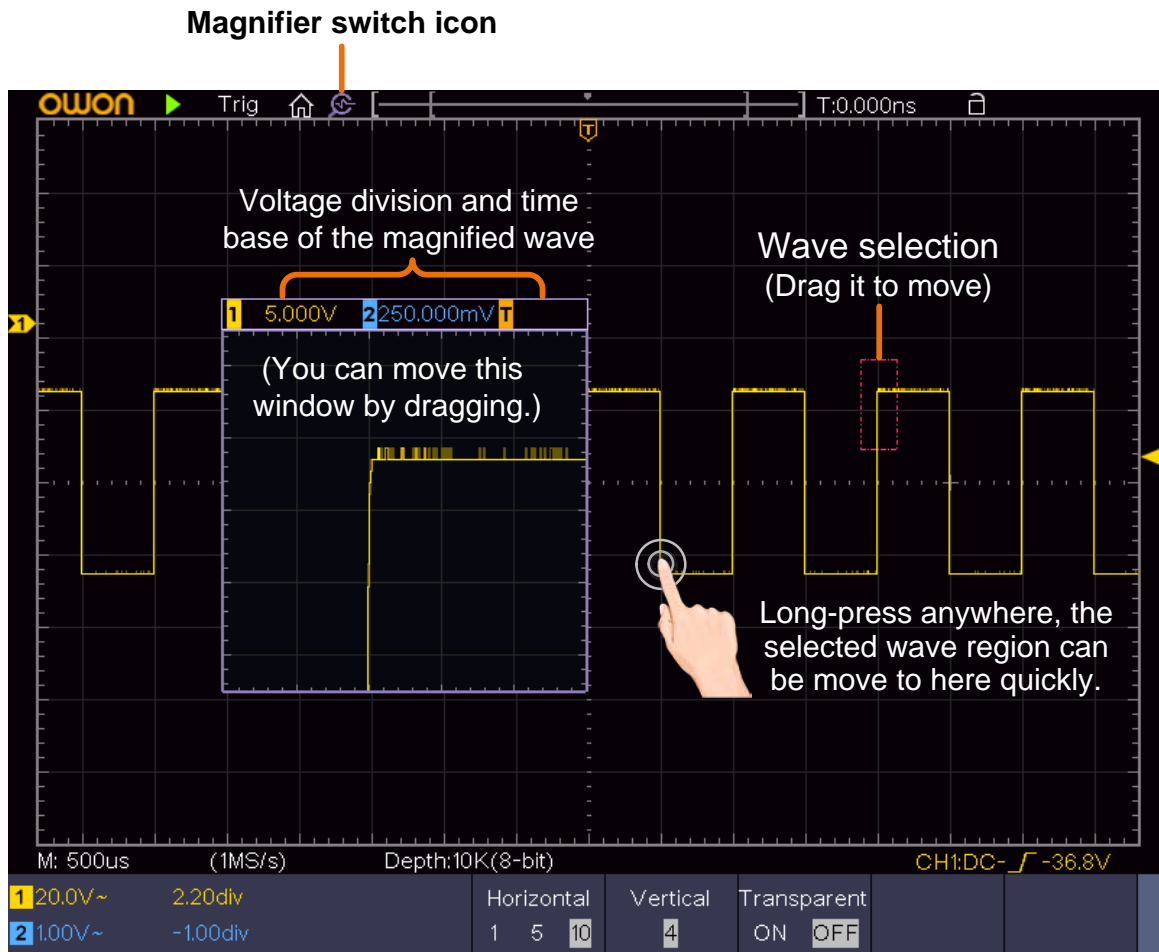 Magnifier switch icon
owon Trig T:0.000ns
T
Voltage division and time
base of the magnified wave
Wave selection
(Drag it to move)
1 5.000V 2 250.000mV T
1
(You can move this
window by dragging.)
Long-press anywhere, the
selected wave region can
be move to here quickly.
M: 500us (1MS/s) Depth:10K(8-bit) CH1:DC- -36.8V
1 20.0V~ 2.20div Horizontal Vertical Transparent
2 1.00V~ -1.00div 1 5 10 4 ON OFF